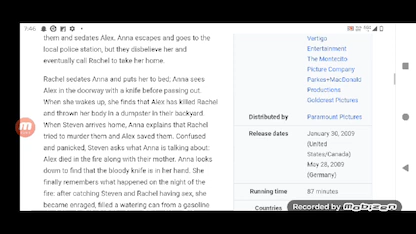 7:46
them and sedates Alex. Anna escapes and goes to the
local police station, but they disbelieve her and
eventually call Rachel to take her home.
Rachel sedates Anna and puts her to bed; Anna sees
Alex in the doorway with a knife before passing out.
When she wakes up, she finds that Alex has killed Rachel
and thrown her body in a dumpster in their backyard
When Steven arrives home, Anna explains that Rachel
tried to murder them and Alex saved them. Confused
and panicked, Steven asks what Anna is talking about:
Alex died in the fire along with their mother. Anna looks
down to find that the bloody knife is in her hand. She
finally remembers what happened on the night of the
fire: after catching Steven and Rachel having sex, she
became enraged, filled a watering can from a gasoline
Vertigo
Entertainment
The Montecito
Picture Company
Parkes+MacDonald
Productions
Goldcrest Pictures
Distributed by Paramount Pictures
Release dates January 30, 2009
(United
States/Canada)
May 28, 2009
(Germany)
Running time 87 minutes
Countries
Recorded by mobizen